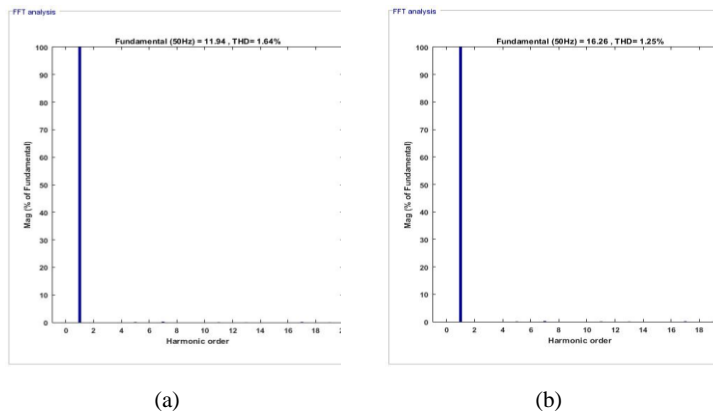 FFT analysis
Fundamental (50Hz) = 11.94 , THD= 1.64%
Mag (% of Fundamental)
100
90
80
70
60
50
40
30
20
10
0
0 2 4 6 8 10 12 14 16 18
Harmonic order
(a)
FFT analysis
Fundamental (50Hz) = 16.26 , THD= 1.25%
Mag (% of Fundamental)
100
90
80
70
60
50
40
30
20
10
0
0 2 4 6 8 10 12 14 16 18
Harmonic order
(b)